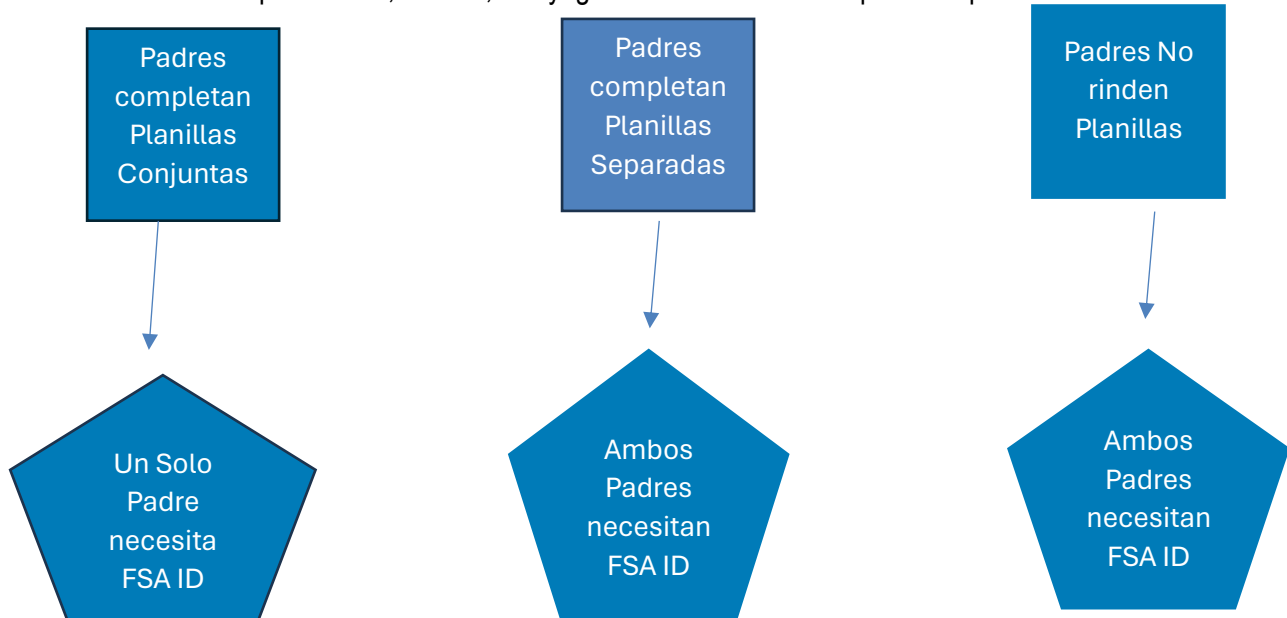 Padres
completan
Planillas
Conjuntas
Padres
completan
Planillas
Separadas
Padres No
rinden
Planillas
Un Solo
Padre
necesita
FSA ID
Ambos
Padres
necesitan
FSA ID
Ambos
Padres
necesitan
FSA ID